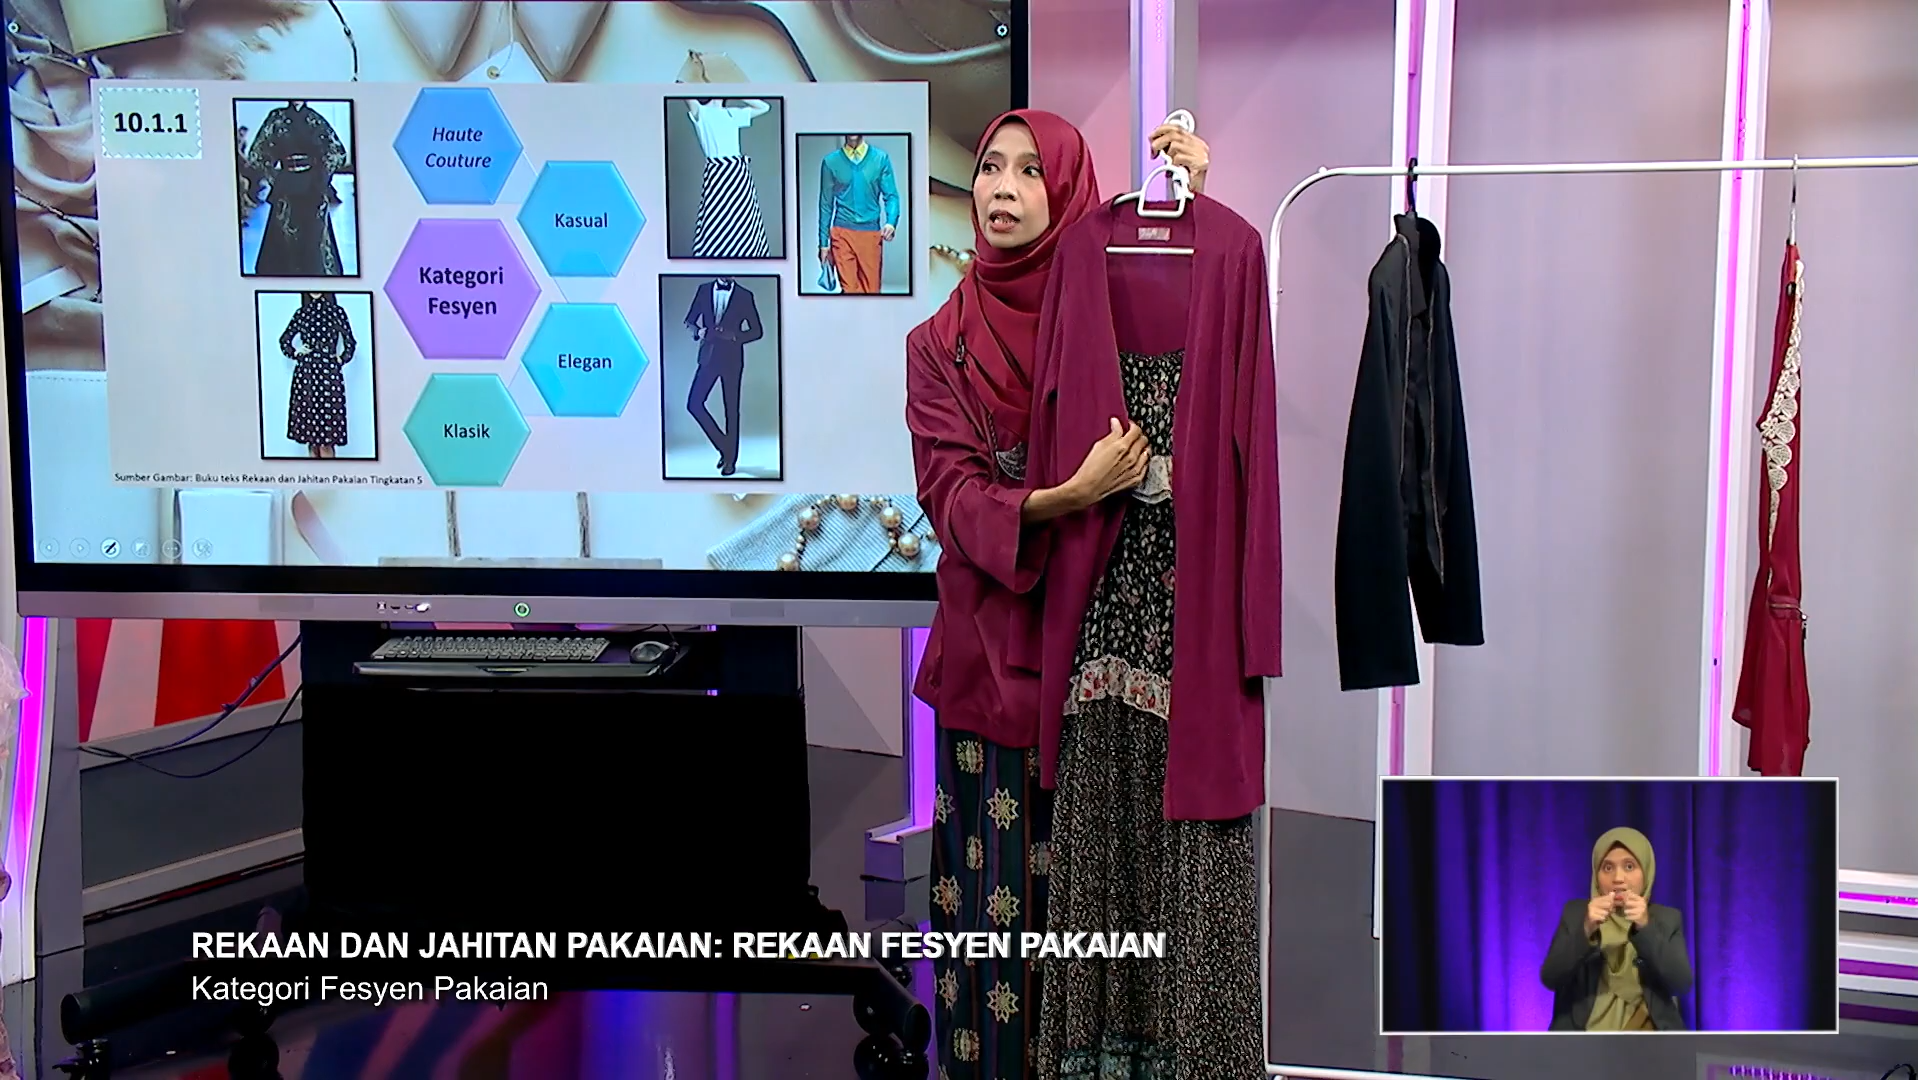 10.1.1
Haute
Couture
Kasual
Kategori
Fesyen
Elegan
Klasik
Sumber Gambar: Buku teks Rekaan dan Jahitan Pakaian Tingkatan 5
REKAAN DAN JAHITAN PAKAIAN: REKAAN FESYEN PAKAIAN
Kategori Fesyen Pakaian